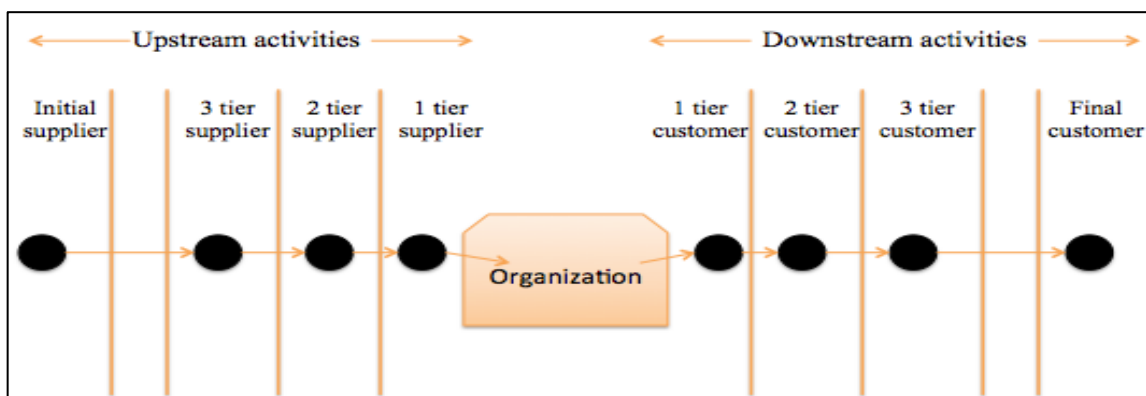 Upstream activities
Downstream activities
Initial
supplier
3 tier
supplier
2 tier
supplier
1 tier
supplier
1 tier
customer
2 tier
customer
3 tier
customer
Final
customer
Organization